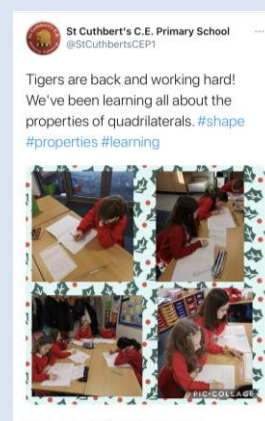 St Cuthbert's C.E. Primary School
@StCuthbertsCEP1
Tigers are back and working hard!
We've been learning all about the
properties of quadrilaterals. #shape
#properties #learning
PIC•COLLAGE